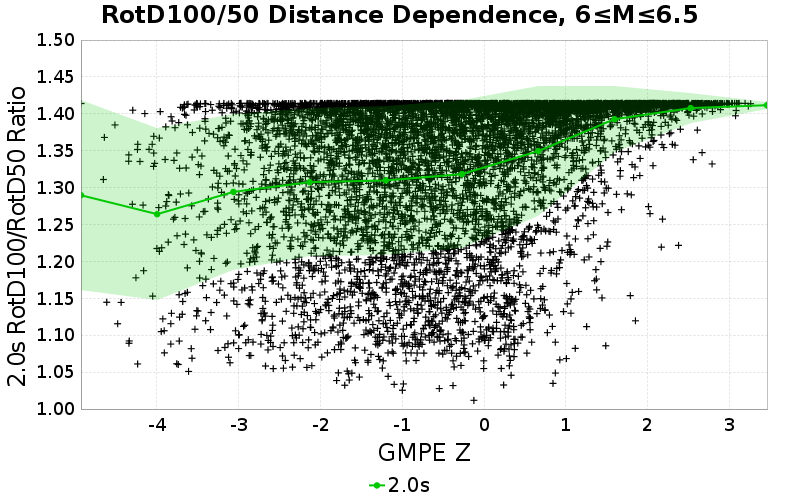 RotD100/50 Distance Dependence, 6≤M≤6.5
2.0s RotD100/RotD50 Ratio
1.50
1.45
1.40
1.35
1.30
1.25
1.20
1.15
1.10
1.05
1.00
-4 -3 -2 -1 0 1 2 3
GMPE Z
2.0s